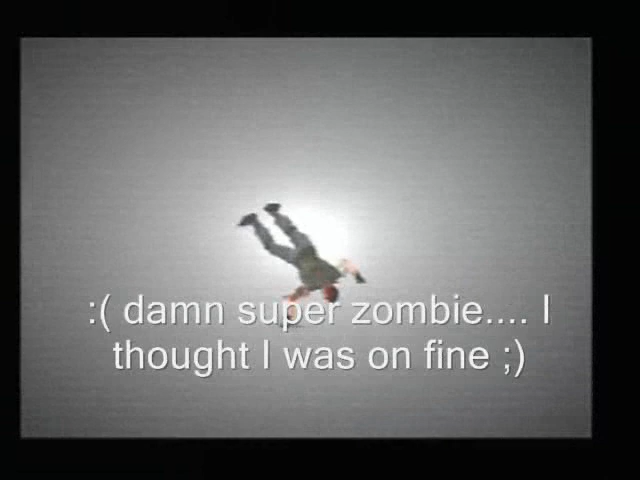 :( damn super zombie.... I
thought I was on fine ;)